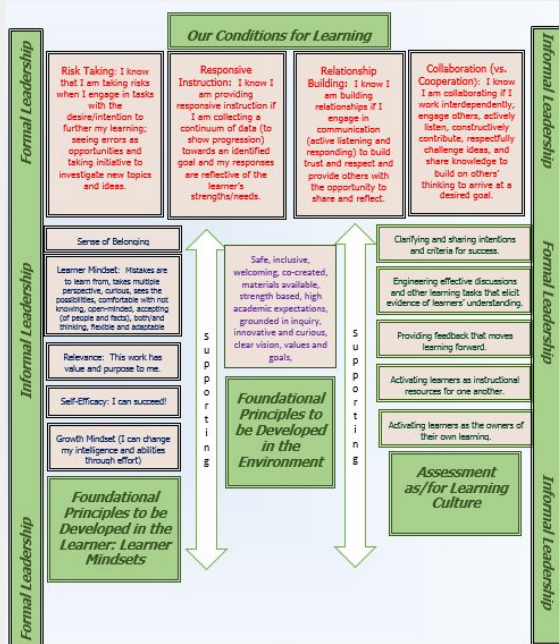 Our Conditions for Learning
Formal Leadership
Informal Leadership
Formal Leadership
Risk Taking: I know
that I am taking risks
when I engage in tasks
with the
desire/intention to
further my learning;
seeing errors as
opportunities and
taking initiative to
investigate new topics
and ideas.
Responsive
Instruction: I know I
am providing
responsive instruction if
I am collecting a
continuum of data (to
show progression)
towards an identified
goal and my responses
are reflective of the
learner's
strengths/needs.
Relationship
Building: I know I
am building
relationships if I
engage in
communication
(active listening and
responding) to build
trust and respect and
provide others with
the opportunity to
share and reflect.
Collaboration (vs.
Cooperation): I know
I am collaborating if I
work interdependently,
engage others, actively
listen, constructively
contribute, respectfully
challenge ideas, and
share knowledge to
build on others'
thinking to arrive at a
desired goal.
Informal Leadership
Formal Leadership
Informal Leadership
Sense of Belonging
Learner Mindset: Mistakes are
to learn from, takes multiple
perspective, curious, sees the
possibilities, comfortable with not
knowing, open-minded, accepting
(of people and facts), both/and
thinking, flexible and adaptable
Relevance: This work has
value and purpose to me.
Self-Efficacy: I can succeed!
Growth Mindset (I can change
my intelligence and abilities
through effort)
Foundational
Principles to be
Developed in the
Learner: Learner
Mindsets
Supporting
Safe, inclusive,
welcoming, co-created,
materials available,
strength based, high
academic expectations,
grounded in inquiry,
innovative and curious,
clear vision, values and
goals,
Foundational
Principles to
be Developed
in the
Environment
Supporting
Clarifying and sharing intentions
and criteria for success.
Engineering effective discussions
and other learning tasks that elicit
evidence of learners' understanding.
Providing feedback that moves
learning forward.
Activating learners as instructional
resources for one another.
Activating learners as the owners of
their own learning.
Assessment
as/for Learning
Culture